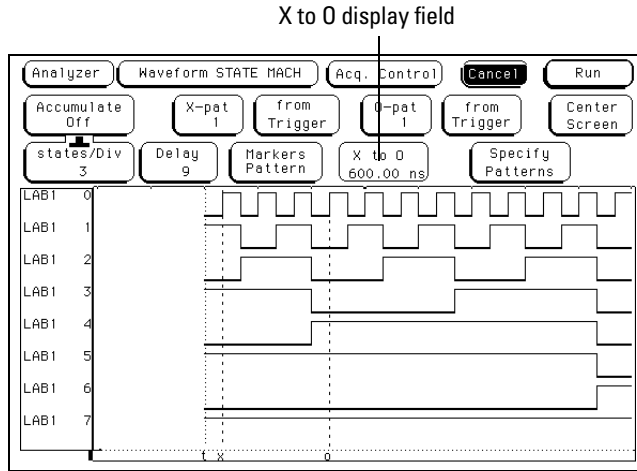 X to O display field
Analyzer
Waveform STATE MACH
Acq. Control
Cancel
Run
Accumulate
Off
X-pat
1
from
Trigger
O-pat
1
from
Trigger
Center
Screen
states/Div
3
Delay
9
Markers
Pattern
X to O
600.00 ns
Specify
Patterns
LAB1 0
LAB1 1
LAB1 2
LAB1 3
LAB1 4
LAB1 5
LAB1 6
LAB1 7
t x o